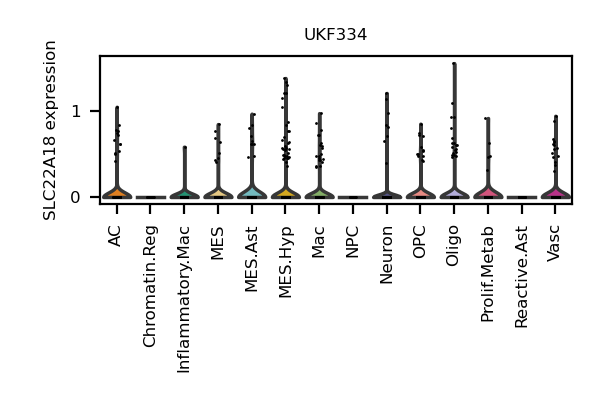 UKF334
SLC22A18 expression
1
0
AC
Chromatin.Reg
Inflammatory.Mac
MES
MES.Ast
MES.Hyp
Mac
NPC
Neuron
OPC
Oligo
Prolif.Metab
Reactive.Ast
Vasc